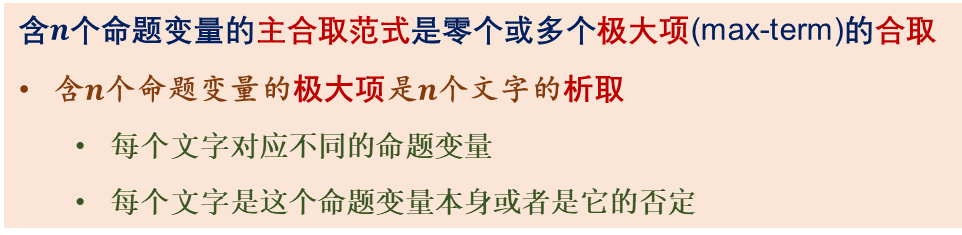 含n个命题变量的主合取范式是零个或多个极大项(max-term)的合取
• 含n个命题变量的极大项是n个文字的析取
• 每个文字对应不同的命题变量
• 每个文字是这个命题变量本身或者是它的否定